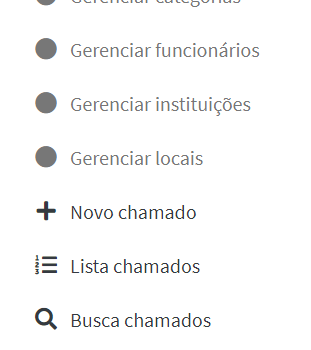 Gerenciar categorias
Gerenciar funcionários
Gerenciar instituições
Gerenciar locais
Novo chamado
Lista chamados
Busca chamados